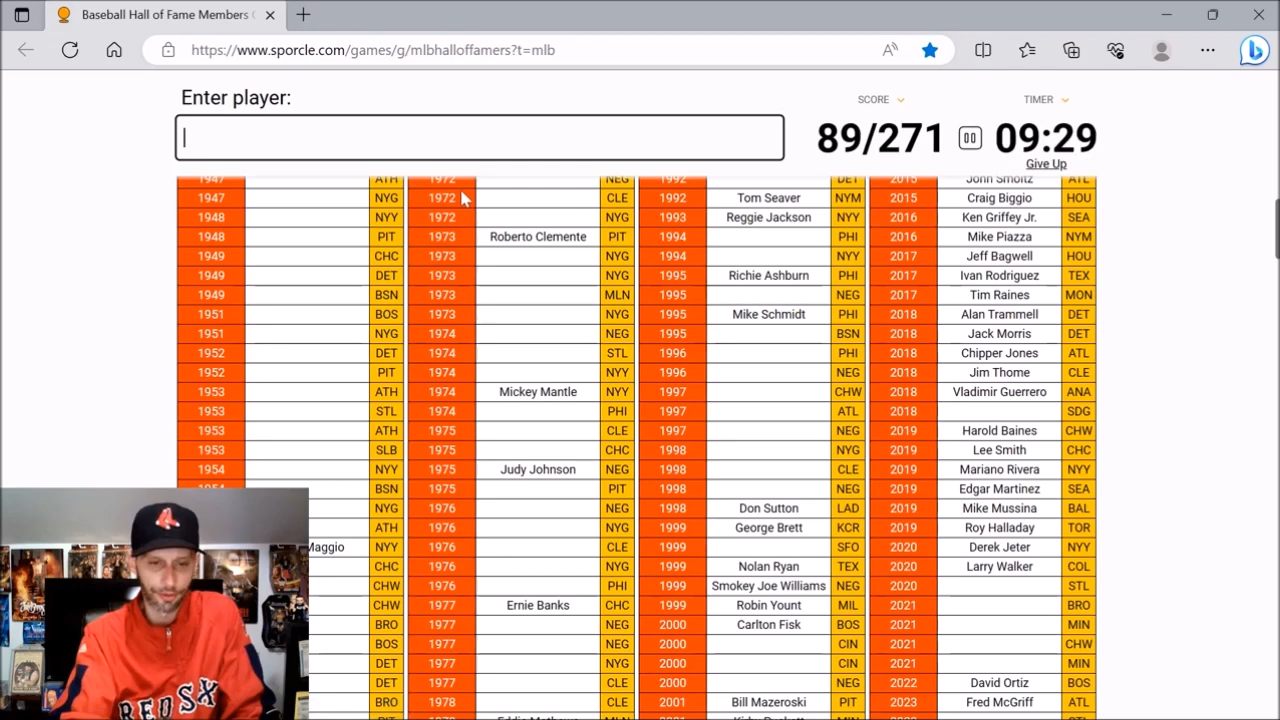 Baseball Hall of Fame Members
https://www.sporcle.com/games/g/mlbhalloffamers?t=mlb
Enter player:
SCORE
TIMER
89/271
09:29
Give Up
1947 ATH 1972 NEG 1992 DET 2015 John Smoltz ATL
1947 NYG 1972 CLE 1992 Tom Seaver NYM 2015 Craig Biggio HOU
1948 NYY 1972 NYG 1993 Reggie Jackson NYY 2016 Ken Griffey Jr. SEA
1948 PIT 1973 Roberto Clemente PIT 1994 PHI 2016 Mike Piazza NYM
1949 CHC 1973 NYG 1994 NYY 2017 Jeff Bagwell HOU
1949 DET 1973 NYG 1995 Richie Ashburn PHI 2017 Ivan Rodriguez TEX
1949 BSN 1973 MLN 1995 NEG 2017 Tim Raines MON
1951 BOS 1973 NYG 1995 Mike Schmidt PHI 2018 Alan Trammell DET
1951 NYG 1974 NEG 1995 BSN 2018 Jack Morris DET
1952 DET 1974 STL 1996 PHI 2018 Chipper Jones ATL
1952 PIT 1974 NYY 1996 NEG 2018 Jim Thome CLE
1953 ATH 1974 Mickey Mantle NYY 1997 CHW 2018 Vladimir Guerrero ANA
1953 STL 1974 PHI 1997 ATL 2018 SDG
1953 ATH 1975 CLE 1997 NEG 2019 Harold Baines CHW
1953 SLB 1975 CHC 1998 NYG 2019 Lee Smith CHC
1954 NYY 1975 Judy Johnson NEG 1998 CLE 2019 Mariano Rivera NYY
1954 BSN 1975 PIT 1998 NEG 2019 Edgar Martinez SEA
NYG 1976 NYG 1998 Don Sutton LAD 2019 Mike Mussina BAL
ATH 1976 NYG 1999 George Brett KCR 2019 Roy Halladay TOR
Maggio NYY 1976 CLE 1999 SFO 2020 Derek Jeter NYY
CHC 1976 NYG 1999 Nolan Ryan TEX 2020 Larry Walker COL
CHW 1976 PHI 1999 Smokey Joe Williams NEG 2020 STL
CHW 1977 Ernie Banks CHC 1999 Robin Yount MIL 2021 BRO
BRO 1977 NEG 2000 Carlton Fisk BOS 2021 MIN
BOS 1977 NEG 2000 CIN 2021 CHW
DET 1977 NYG 2000 CIN 2021 MIN
DET 1977 CLE 2000 NEG 2022 David Ortiz BOS
BRO 1978 CLE 2001 Bill Mazeroski PIT 2023 Fred McGriff ATL
RED SX